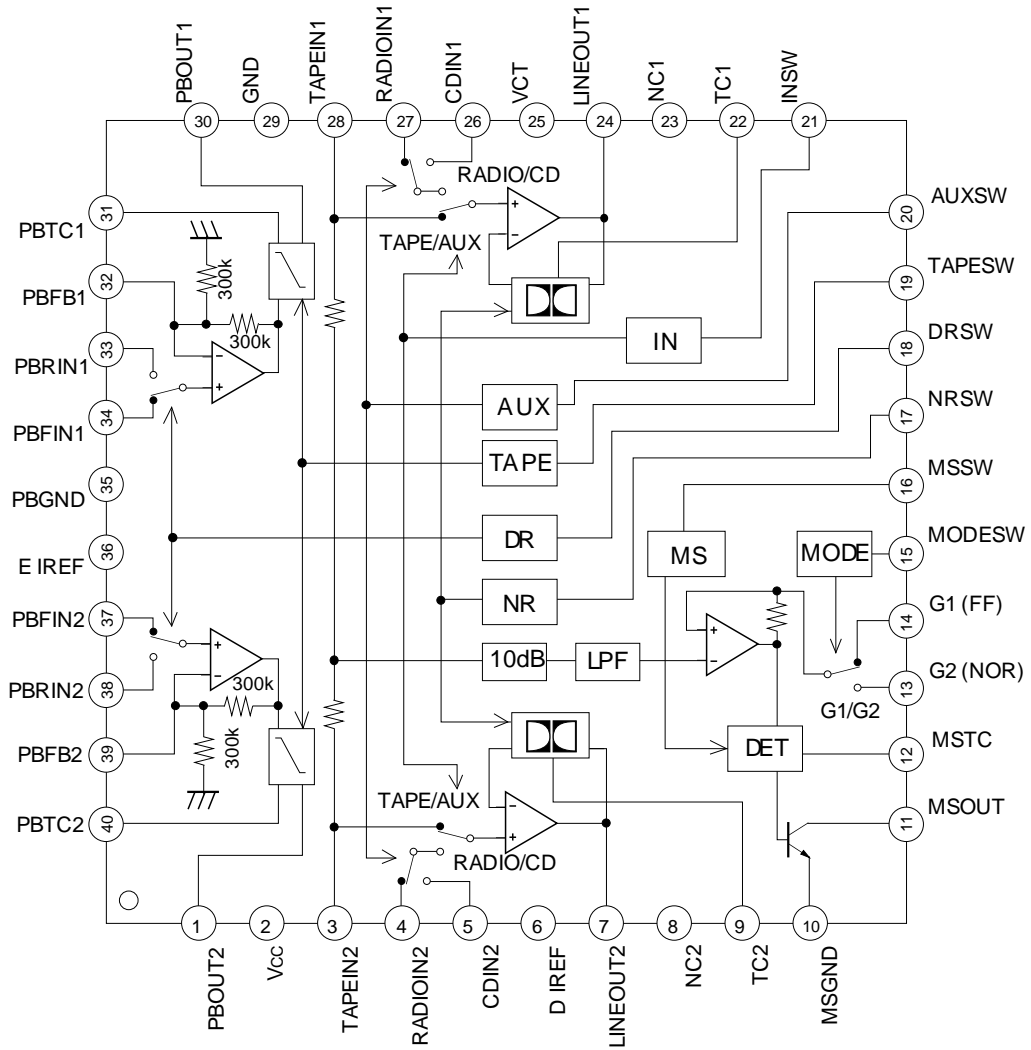 PBOUT1
GND
TAPEIN1
RADIOIN1
CDIN1
VCT
LINEOUT1
NC1
TC1
INSW
30
29
28
27
26
25
24
23
22
21
RADIO/CD
TAPE/AUX
31
PBTC1
32
PBFB1
33
PBRIN1
34
PBFIN1
35
PBGND
36
E IREF
37
PBFIN2
38
PBRIN2
39
PBFB2
40
PBTC2
300k
300k
+
−
−
+
IN
AUX
TAPE
DR
NR
10dB
LPF
MS
MODE
+
−
DET
G1/G2
AUXSW
20
TAPESW
19
DRSW
18
NRSW
17
MSSW
16
MODESW
15
G1 (FF)
14
G2 (NOR)
13
MSTC
12
MSOUT
11
+
−
300k
300k
TAPE/AUX
−
+
RADIO/CD
1
2
3
4
5
6
7
8
9
10
PBOUT2
Vcc
TAPEIN2
RADIOIN2
CDIN2
D IREF
LINEOUT2
NC2
TC2
MSGND